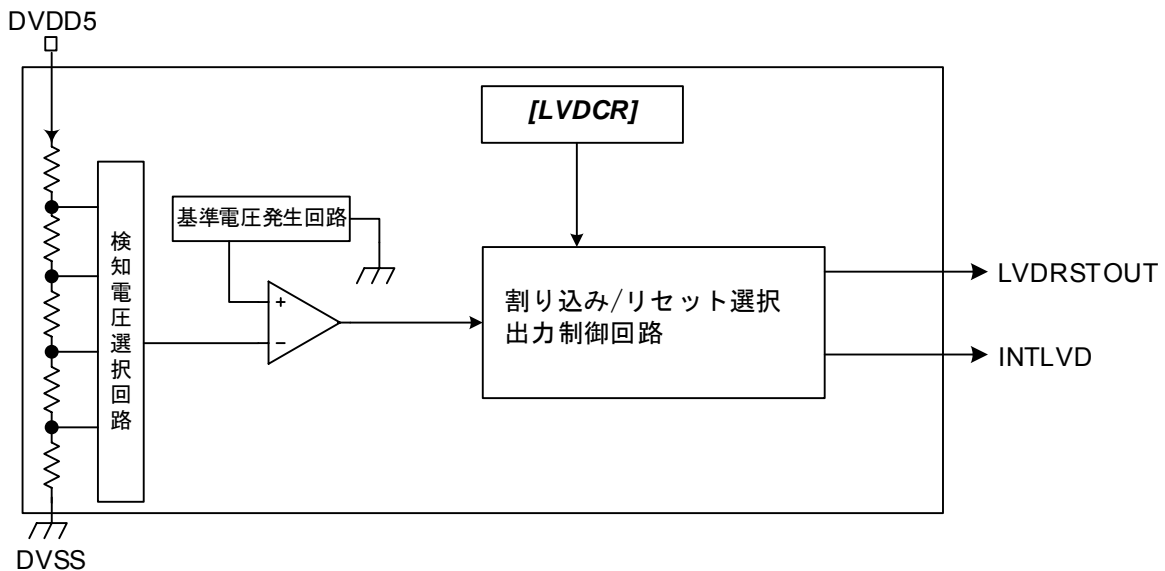 DVDD5
[LVDCR]
基準電圧発生回路
検知電圧選択回路
+
−
割り込み/リセット選択
出力制御回路
LVDRSTOUT
INTLVD
DVSS